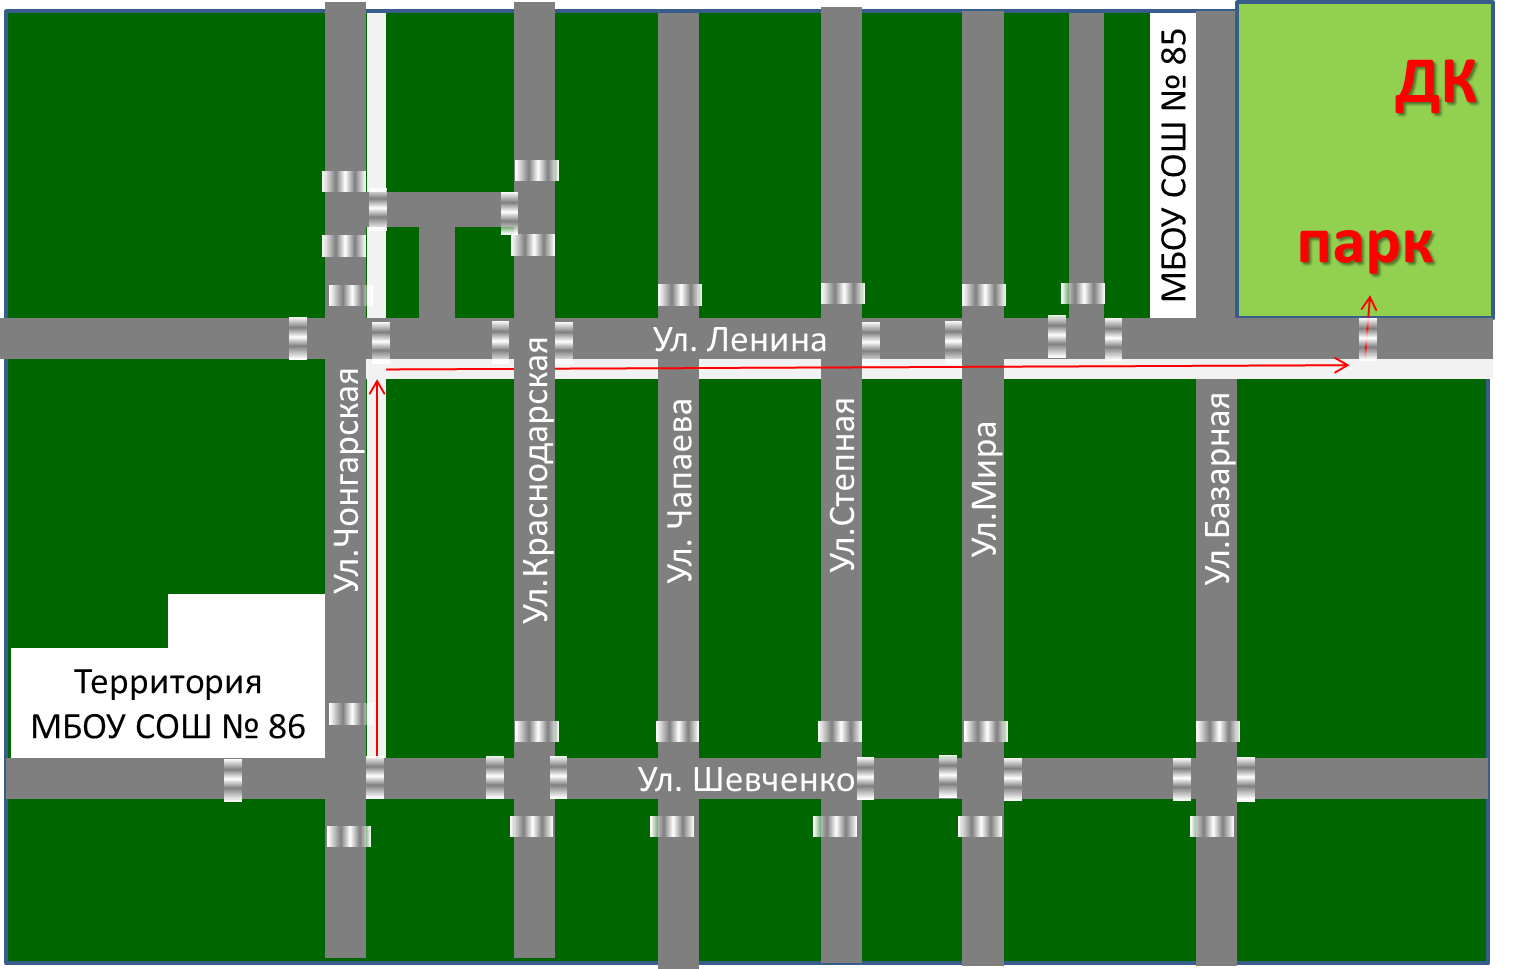 ДК
парк
МБОУ СОШ № 85
Ул. Ленина
Ул.Чонгарская
Ул.Краснодарская
Ул. Чапаева
Ул.Степная
Ул.Мира
Ул.Базарная
Территория
МБОУ СОШ № 86
Ул. Шевченко